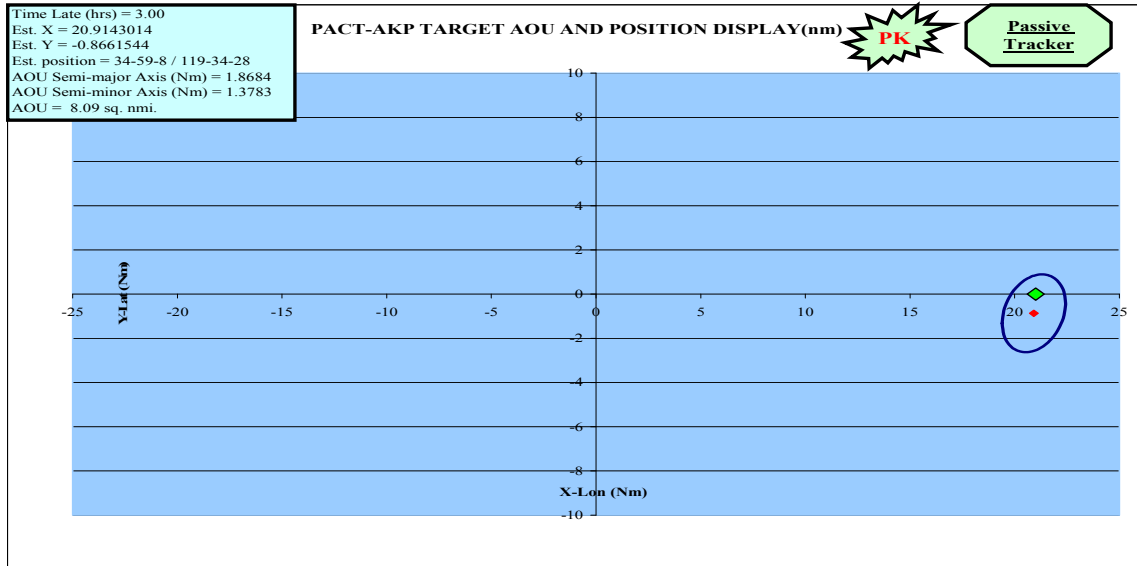 Time Late (hrs) = 3.00
Est. X = 20.9143014
Est. Y = -0.8661544
Est. position = 34-59-8 / 119-34-28
AOU Semi-major Axis (Nm) = 1.8684
AOU Semi-minor Axis (Nm) = 1.3783
AOU = 8.09 sq. nmi.
PACT-AKP TARGET AOU AND POSITION DISPLAY(nm)
PK
Passive
Tracker
10
8
6
4
2
0
-2
-4
-6
-8
-10
-25
-20
-15
-10
-5
0
5
10
15
20
25
Y-Lat (Nm)
X-Lon (Nm)